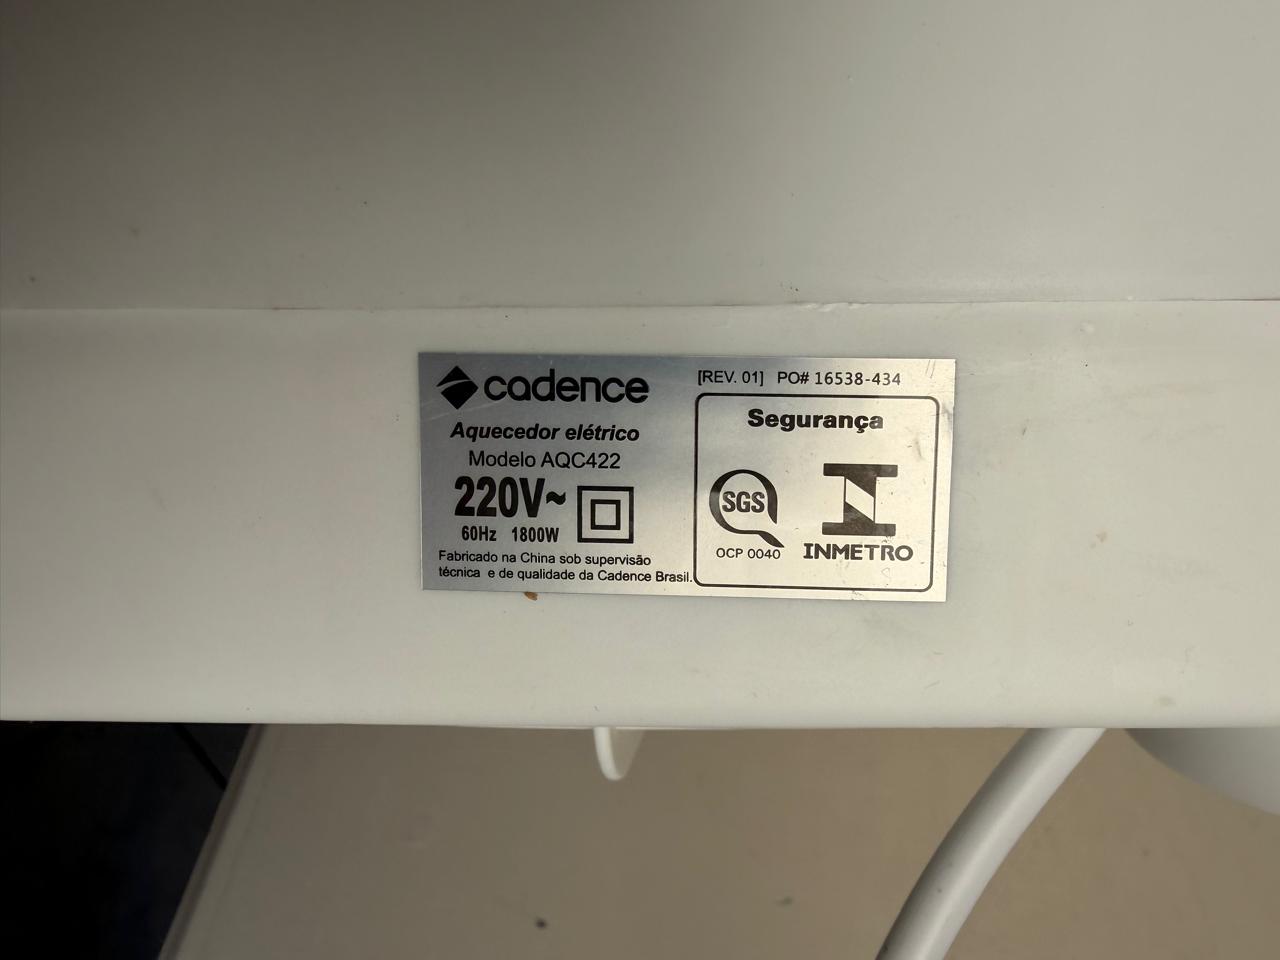 cadence
Aquecedor elétrico
Modelo AQC422
220V~
60Hz 1800W
Fabricado na China sob supervisão
técnica e de qualidade da Cadence Brasil.
[REV. 01] PO# 16538-434
Segurança
SGS
OCP 0040
INMETRO